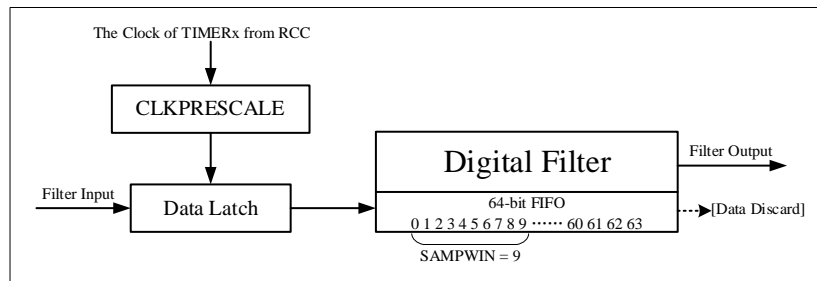 The Clock of TIMERx from RCC
CLKPRESCALE
Filter Input
Data Latch
Digital Filter
64-bit FIFO
0 1 2 3 4 5 6 7 8 9 ······ 60 61 62 63
SAMPWIN = 9
Filter Output
[Data Discard]